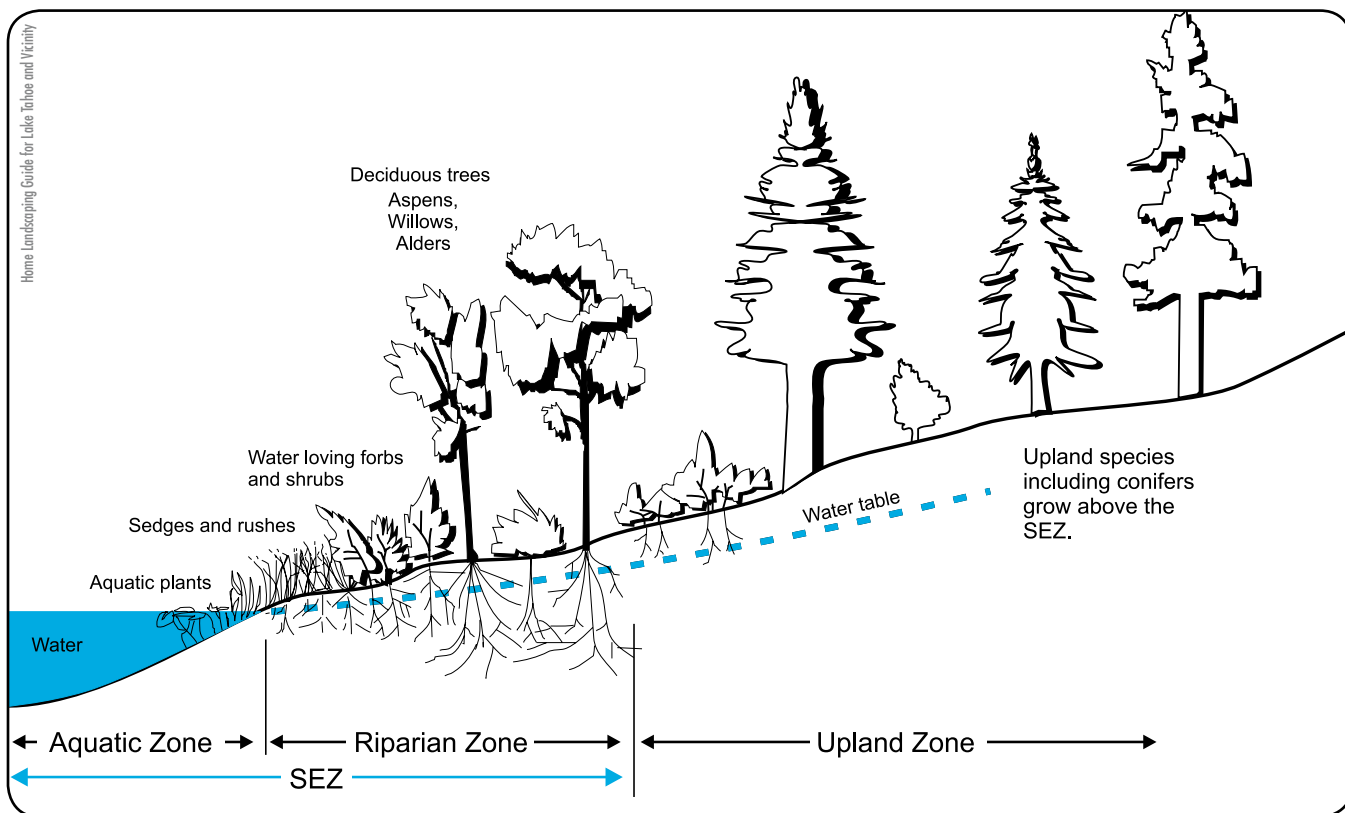 Home Landscaping Guide for Lake Tahoe and Vicinity
Deciduous trees
Aspens,
Willows,
Alders
Water loving forbs
and shrubs
Sedges and rushes
Aquatic plants
Water
Water table
Upland species
including conifers
grow above the
SEZ.
Aquatic Zone
Riparian Zone
Upland Zone
SEZ